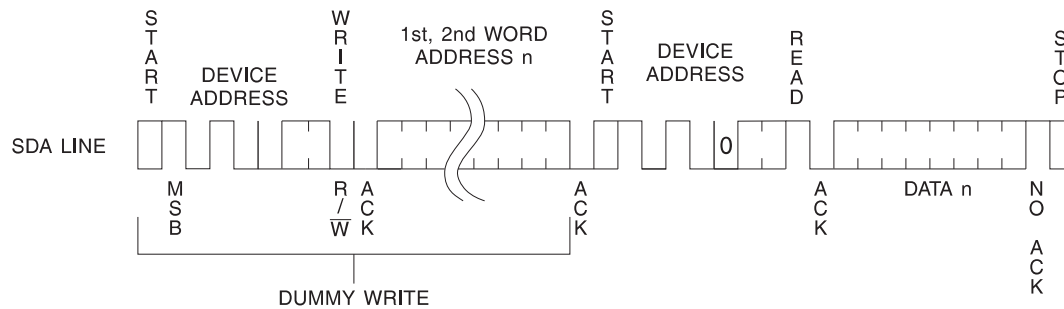 START
WRITE
1st, 2nd WORD
ADDRESS n
START
READ
STOP
DEVICE
ADDRESS
DEVICE
ADDRESS
SDA LINE
0
MSB
R/W
ACK
ACK
ACK
DATA n
NO ACK
DUMMY WRITE